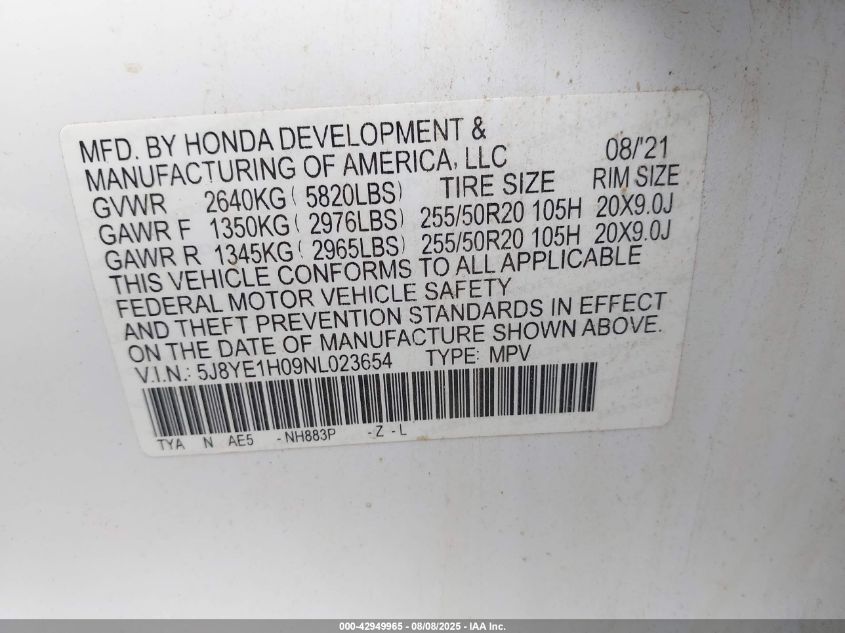 MFD. BY HONDA DEVELOPMENT &
MANUFACTURING OF AMERICA, LLC 08/'21
GVWR 2640KG ( 5820LBS) TIRE SIZE RIM SIZE
GAWR F 1350KG ( 2976LBS) 255/50R20 105H 20X9.0J
GAWR R 1345KG ( 2965LBS) 255/50R20 105H 20X9.0J
THIS VEHICLE CONFORMS TO ALL APPLICABLE
FEDERAL MOTOR VEHICLE SAFETY
AND THEFT PREVENTION STANDARDS IN EFFECT
ON THE DATE OF MANUFACTURE SHOWN ABOVE.
V.I.N.: 5J8YE1H09NL023654 TYPE: MPV
TYA N AE5 -NH883P -Z-L
000-42949965 - 08/08/2025 - IAA Inc.